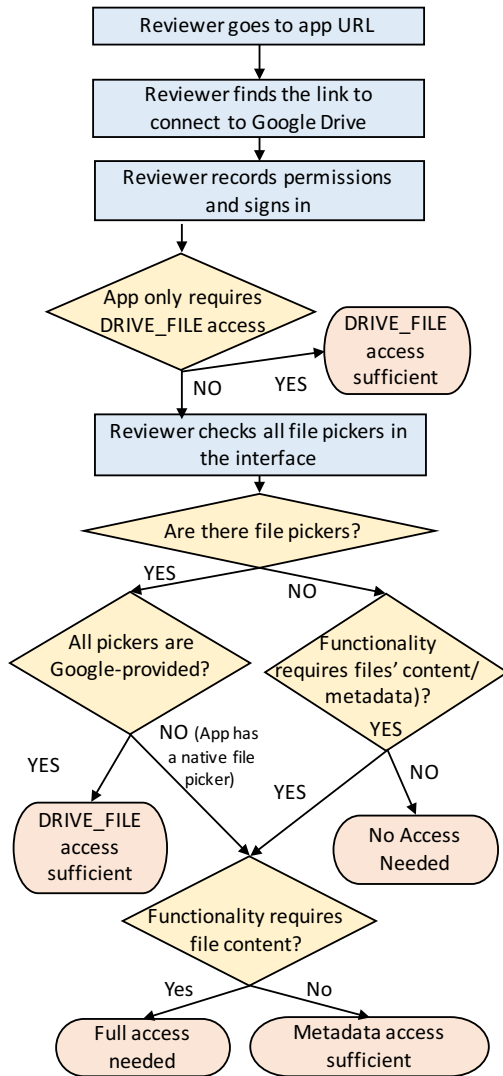 Reviewer goes to app URL
Reviewer finds the link to
connect to Google Drive
Reviewer records permissions
and signs in
App only requires
DRIVE_FILE access
DRIVE_FILE
access
sufficient
NO
YES
Reviewer checks all file pickers in
the interface
Are there file pickers?
YES
NO
All pickers are
Google-provided?
Functionality
requires files’ content/
metadata)?
YES
NO (App has
a native file
picker)
YES
YES
NO
DRIVE_FILE
access
sufficient
No Access
Needed
Functionality requires
file content?
Yes
No
Full access
needed
Metadata access
sufficient